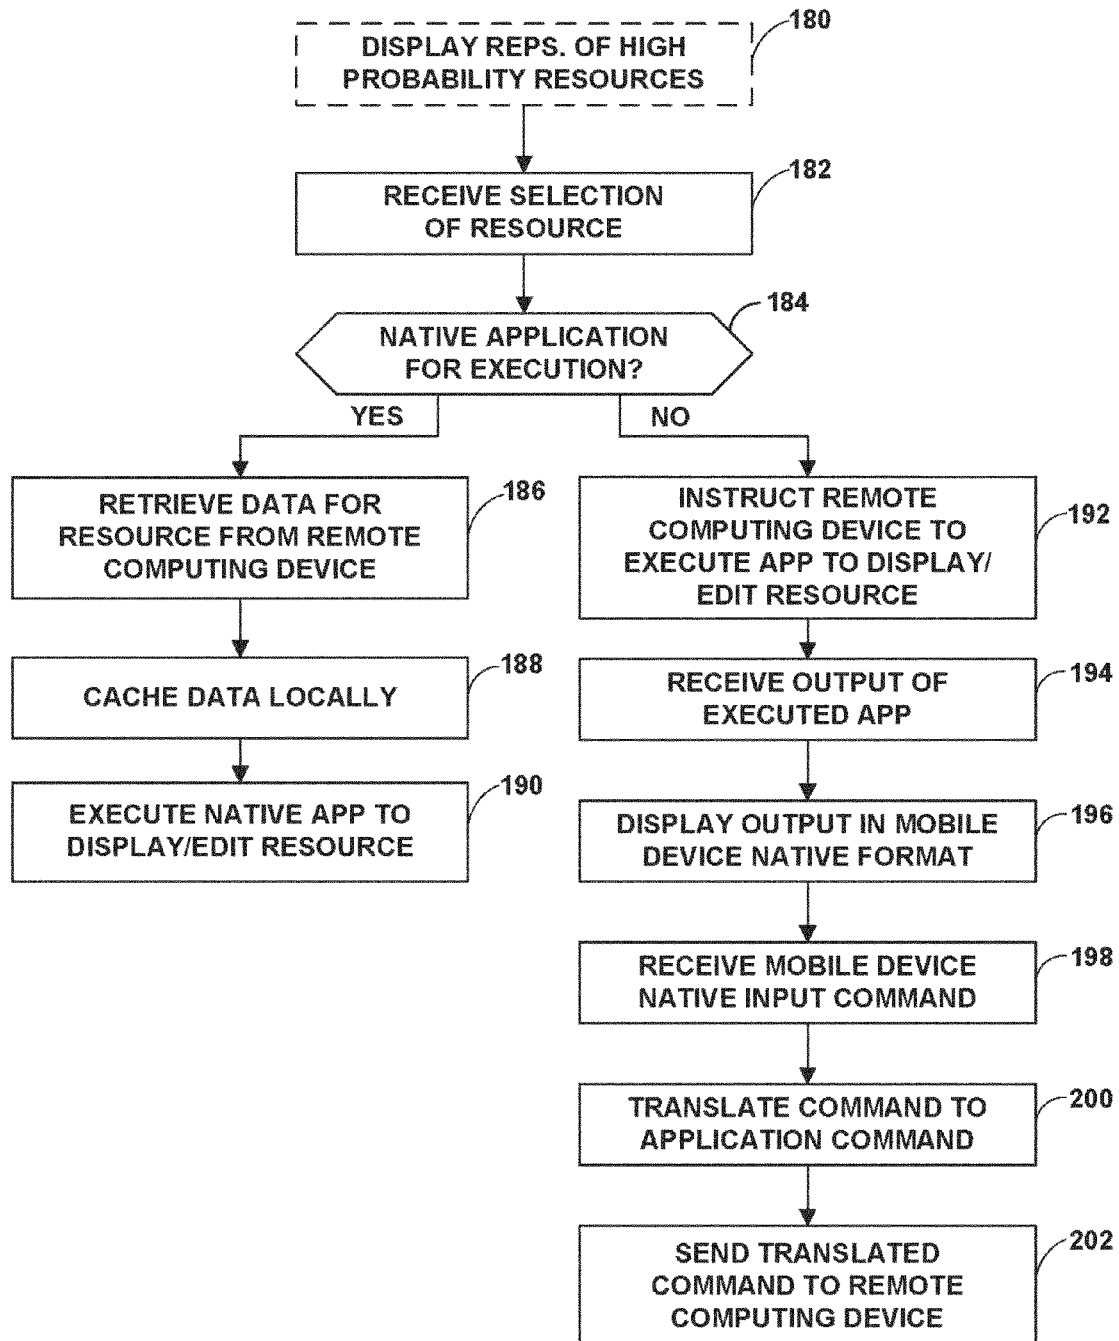 DISPLAY REPS. OF HIGH
PROBABILITY RESOURCES
180
RECEIVE SELECTION
OF RESOURCE
182
NATIVE APPLICATION
FOR EXECUTION?
184
YES
NO
RETRIEVE DATA FOR
RESOURCE FROM REMOTE
COMPUTING DEVICE
186
CACHE DATA LOCALLY
188
EXECUTE NATIVE APP TO
DISPLAY/EDIT RESOURCE
190
INSTRUCT REMOTE
COMPUTING DEVICE TO
EXECUTE APP TO DISPLAY/
EDIT RESOURCE
192
RECEIVE OUTPUT OF
EXECUTED APP
194
DISPLAY OUTPUT IN MOBILE
DEVICE NATIVE FORMAT
196
RECEIVE MOBILE DEVICE
NATIVE INPUT COMMAND
198
TRANSLATE COMMAND TO
APPLICATION COMMAND
200
SEND TRANSLATED
COMMAND TO REMOTE
COMPUTING DEVICE
202